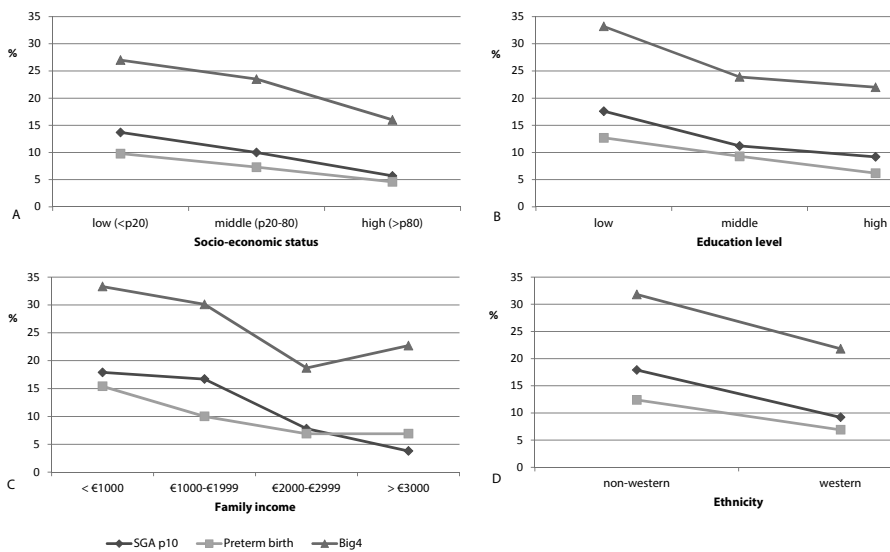 35
30
% 25
20
15
10
5
A 0
low (<p20) middle (p20-80) high (>p80)
Socio-economic status
35
30
% 25
20
15
10
5
B 0
low middle high
Education level
35
30
% 25
20
15
10
5
C 0
< €1000 €1000-€1999 €2000-€2999 > €3000
Family income
35
30
% 25
20
15
10
5
D 0
non-western western
Ethnicity
SGA p10 Preterm birth Big4